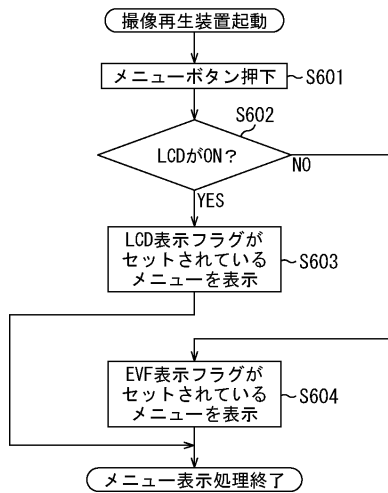 撮像再生装置起動
メニューボタン押下
S601
S602
LCDがON？
NO
YES
LCD表示フラグが
セットされている
メニューを表示
S603
EVF表示フラグが
セットされている
メニューを表示
S604
メニュー表示処理終了